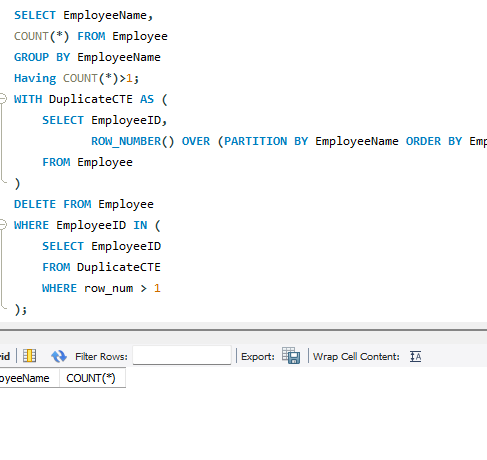 SELECT EmployeeName,
COUNT(*) FROM Employee
GROUP BY EmployeeName
Having COUNT(*)>1;
WITH DuplicateCTE AS (
SELECT EmployeeID,
ROW_NUMBER() OVER (PARTITION BY EmployeeName ORDER BY Emp
FROM Employee
)
DELETE FROM Employee
WHERE EmployeeID IN (
SELECT EmployeeID
FROM DuplicateCTE
WHERE row_num > 1
);
rid Filter Rows: Export: Wrap Cell Content:
oyeeName COUNT(*)